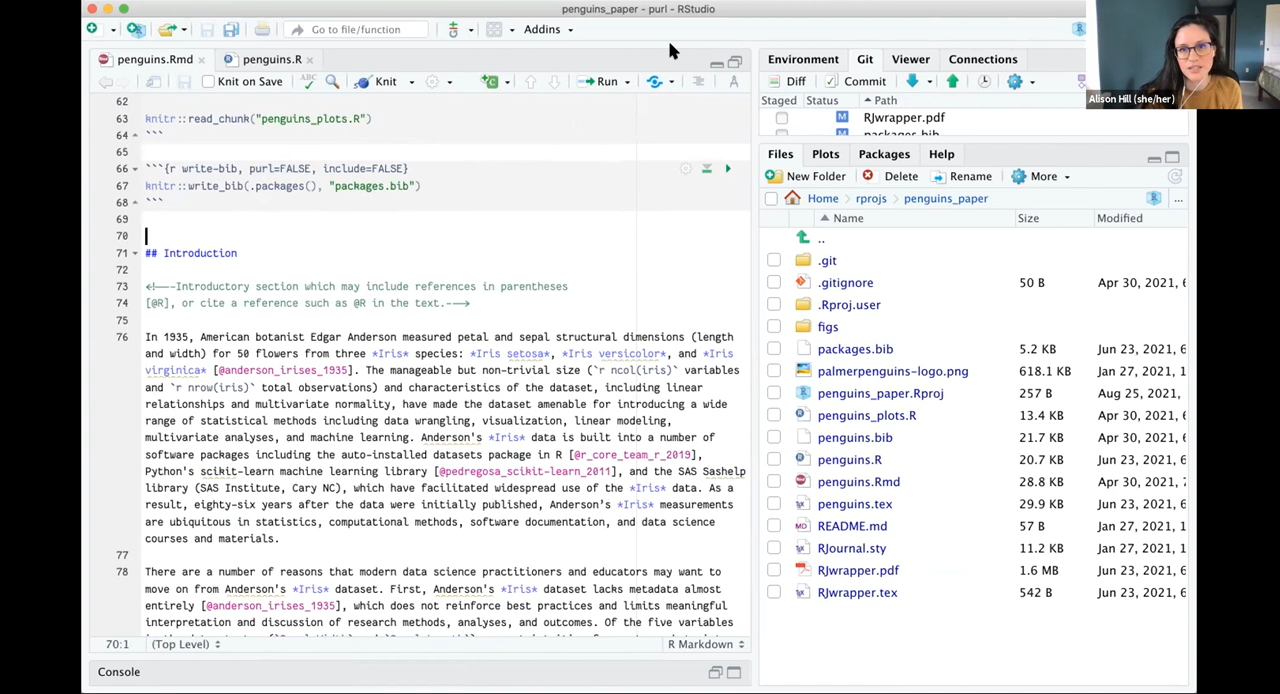 penguins_paper - purl - RStudio
Go to file/function
Addins
penguins.Rmd
penguins.R
Knit on Save
ABC
Knit
Run
62
63 knitr::read_chunk("penguins_plots.R")
64 ```
65
66 ```{r write-bib, purl=FALSE, include=FALSE}
67 knitr::write_bib(.packages(), "packages.bib")
68 ```
69
70
71 ## Introduction
72
73 <!---Introductory section which may include references in parentheses
74 [@R], or cite a reference such as @R in the text.--->
75
76 In 1935, American botanist Edgar Anderson measured petal and sepal structural dimensions (length
and width) for 50 flowers from three *Iris* species: *Iris setosa*, *Iris versicolor*, and *Iris
virginica* [@anderson_irises_1935]. The manageable but non-trivial size (`r ncol(iris)` variables
and `r nrow(iris)` total observations) and characteristics of the dataset, including linear
relationships and multivariate normality, have made the dataset amenable for introducing a wide
range of statistical methods including data wrangling, visualization, linear modeling,
multivariate analyses, and machine learning. Anderson's *Iris* data is built into a number of
software packages including the auto-installed datasets package in R [@r_core_team_r_2019],
Python's scikit-learn machine learning library [@pedregosa_scikit-learn_2011], and the SAS Sashelp
library (SAS Institute, Cary NC), which have facilitated widespread use of the *Iris* data. As a
result, eighty-six years after the data were initially published, Anderson's *Iris* measurements
are ubiquitous in statistics, computational methods, software documentation, and data science
courses and materials.
77
78 There are a number of reasons that modern data science practitioners and educators may want to
move on from Anderson's *Iris* dataset. First, Anderson's *Iris* dataset lacks metadata almost
entirely [@anderson_irises_1935], which does not reinforce best practices and limits meaningful
interpretation and discussion of research methods, analyses, and outcomes. Of the five variables
70:1 (Top Level) R Markdown
Console
Environment Git Viewer Connections
Diff Commit
Staged Status Path
M RJwrapper.pdf
M packages.bib
Files Plots Packages Help
New Folder Delete Rename More
Home rprojs penguins_paper ...
Name Size Modified
..
.git
.gitignore 50 B Apr 30, 2021, 6
.Rproj.user
figs
packages.bib 5.2 KB Jun 23, 2021, 6
palmerpenguins-logo.png 618.1 KB Jan 27, 2021, 1
penguins_paper.Rproj 257 B Aug 25, 2021,
penguins_plots.R 13.4 KB Jun 23, 2021, 6
penguins.bib 21.7 KB Jun 23, 2021, 6
penguins.R 20.7 KB Jun 23, 2021, 6
penguins.Rmd 28.8 KB Apr 30, 2021, 7
penguins.tex 29.9 KB Jun 23, 2021, 6
README.md 57 B Jan 27, 2021, 1
RJournal.sty 11.2 KB Jan 27, 2021, 1
RJwrapper.pdf 1.6 MB Jun 23, 2021, 6
RJwrapper.tex 542 B Jun 23, 2021, 6
Alison Hill (she/her)